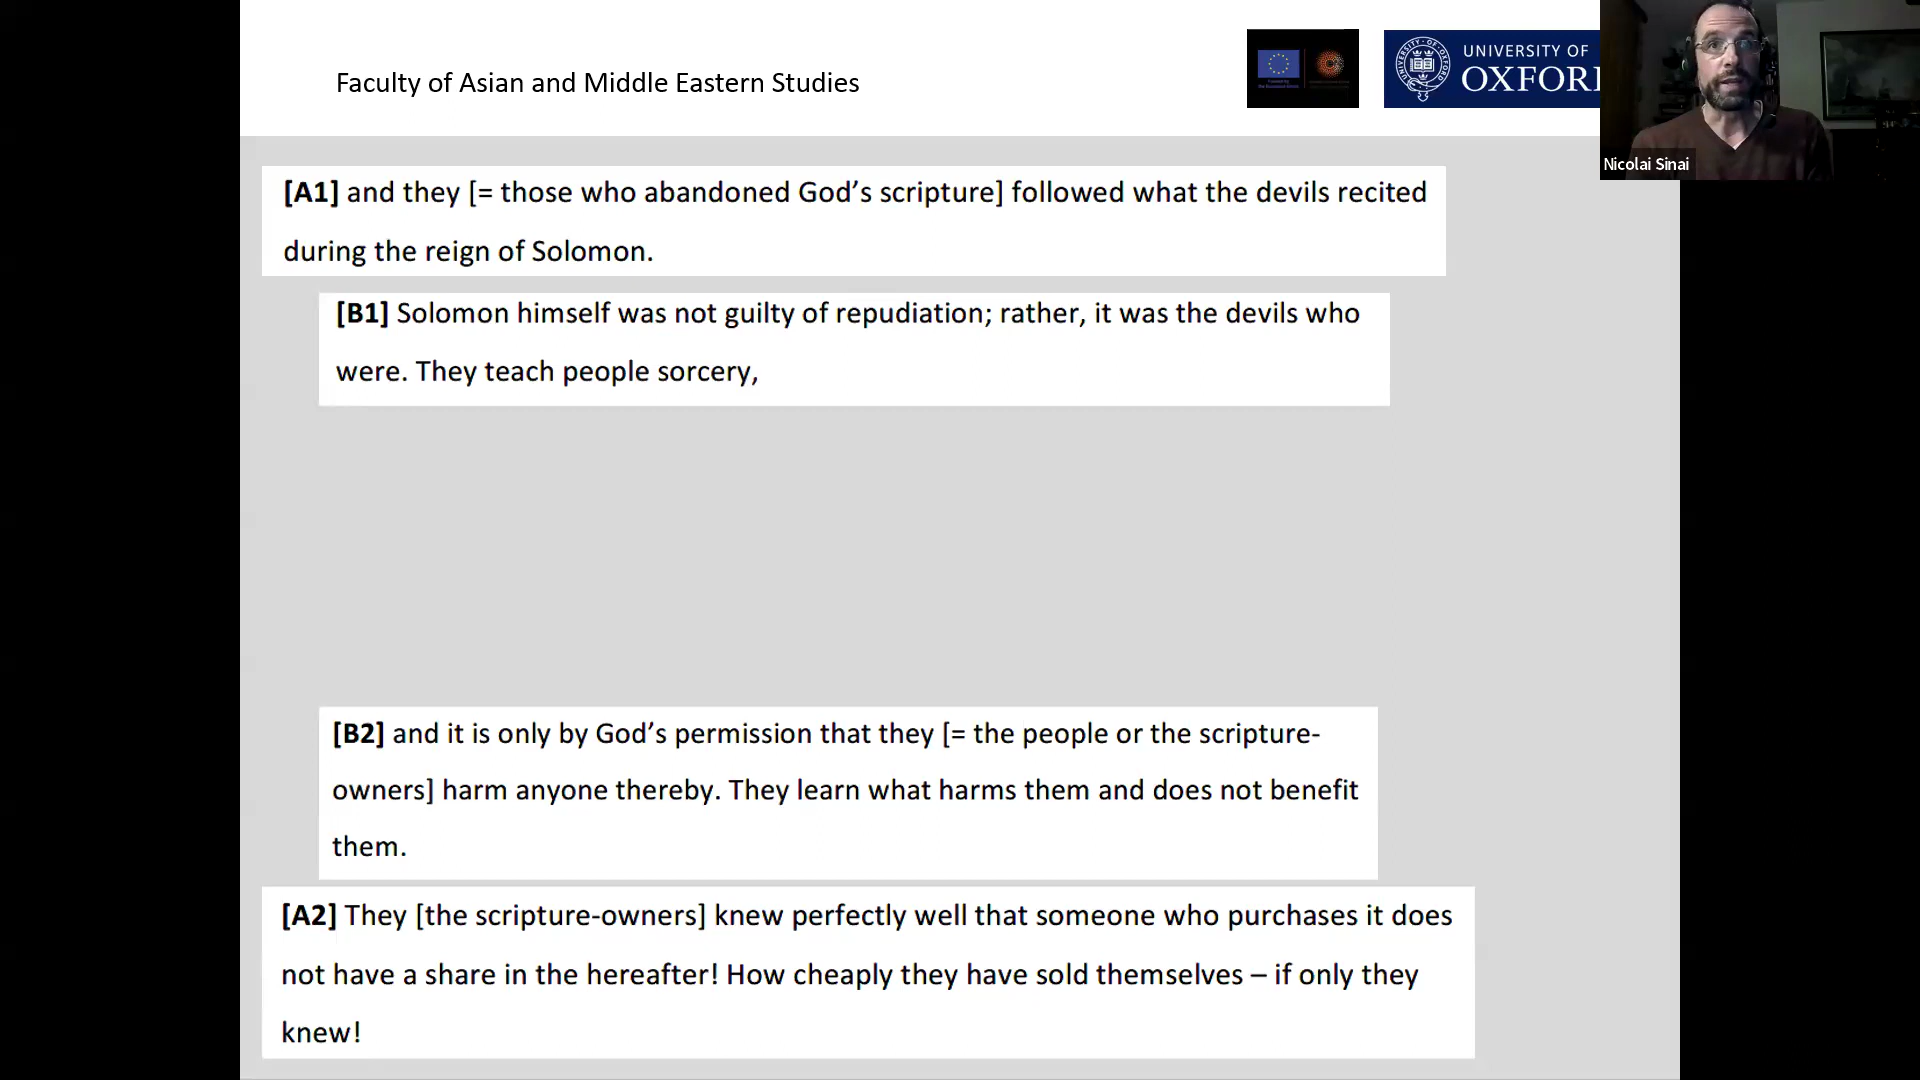 Faculty of Asian and Middle Eastern Studies
UNIVERSITY OF
OXFOR
Nicolai Sinai
[A1] and they [= those who abandoned God’s scripture] followed what the devils recited
during the reign of Solomon.
[B1] Solomon himself was not guilty of repudiation; rather, it was the devils who
were. They teach people sorcery,
[B2] and it is only by God’s permission that they [= the people or the scripture-
owners] harm anyone thereby. They learn what harms them and does not benefit
them.
[A2] They [the scripture-owners] knew perfectly well that someone who purchases it does
not have a share in the hereafter! How cheaply they have sold themselves – if only they
knew!